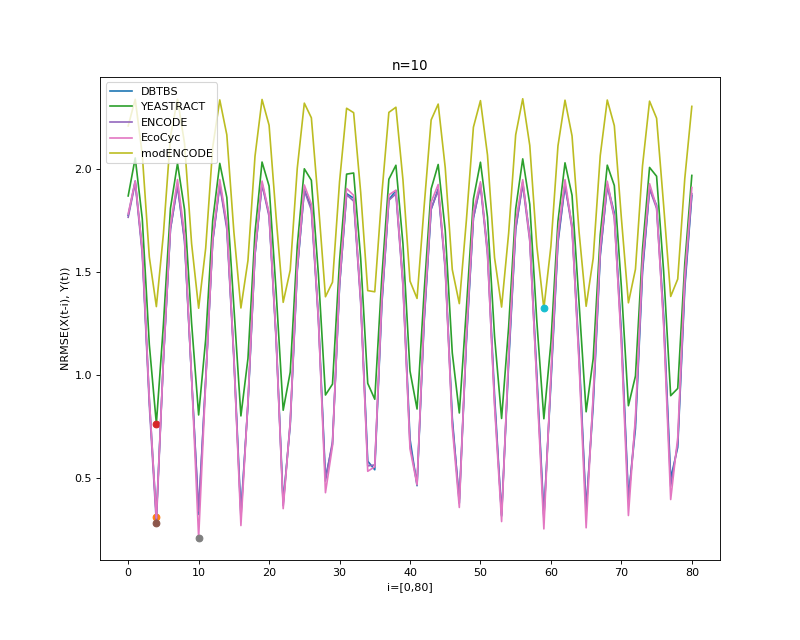 n=10
DBTBS
YEASTRACT
ENCODE
EcoCyc
modENCODE
NRMSE(X(t-i), Y(t))
2.0
1.5
1.0
0.5
0 10 20 30 40 50 60 70 80
i=[0,80]